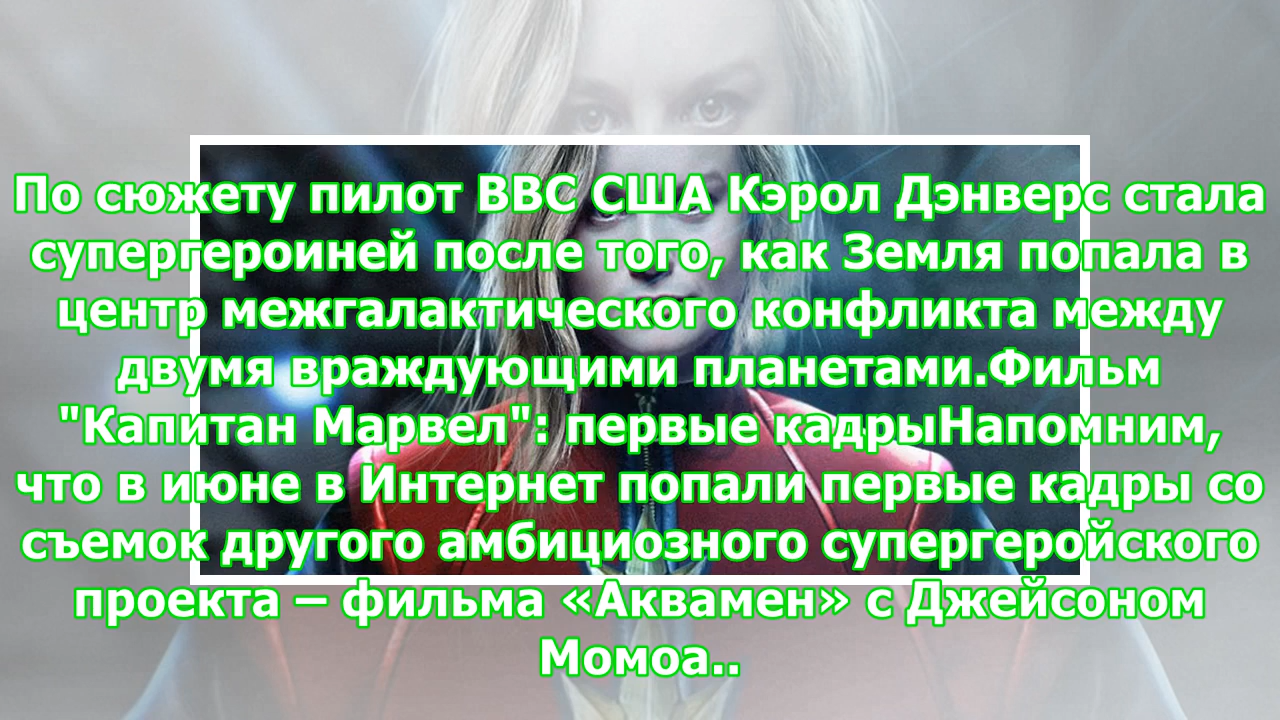 По сюжету пилот ВВС США Кэрол Дэнверс стала
супергероиней после того, как Земля попала в
центр межгалактического конфликта между
двумя враждующими планетами.Фильм
"Капитан Марвел": первые кадрыНапомним,
что в июне в Интернет попали первые кадры со
съемок другого амбициозного супергеройского
проекта – фильма «Аквамен» с Джейсоном
Момоа..